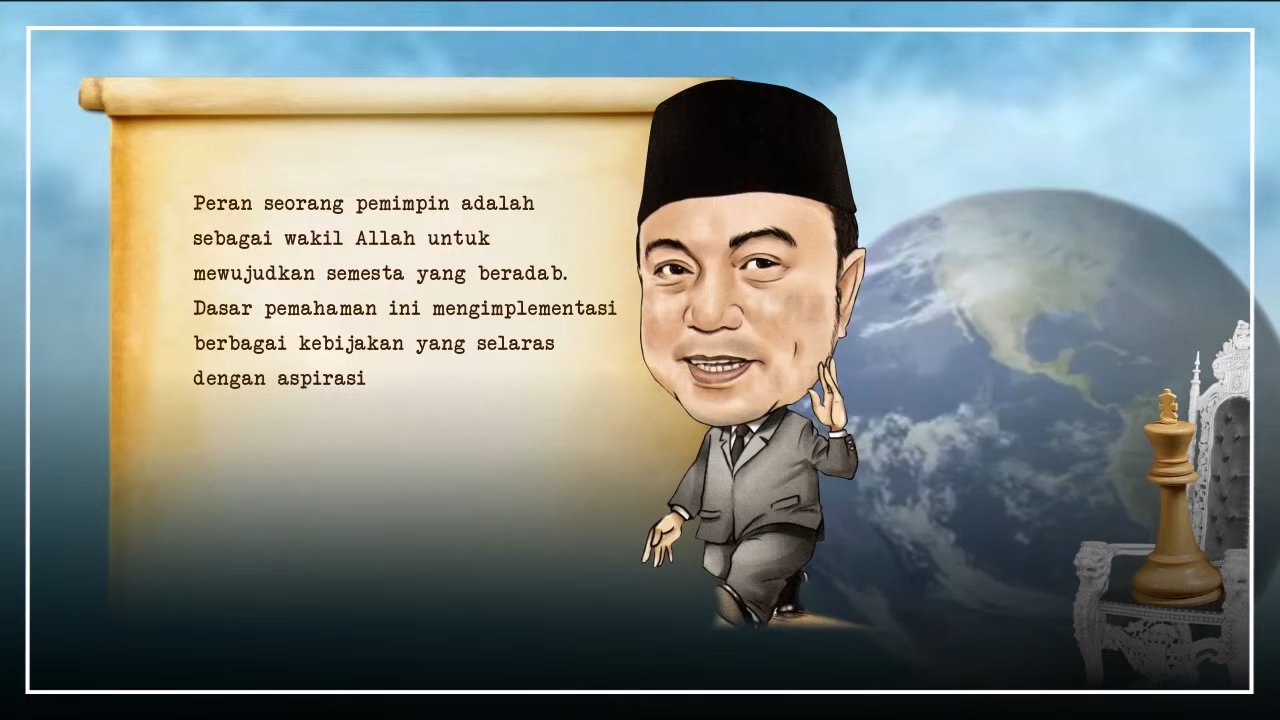 Peran seorang pemimpin adalah
sebagai wakil Allah untuk
mewujudkan semesta yang beradab.
Dasar pemahaman ini mengimplementasi
berbagai kebijakan yang selaras
dengan aspirasi